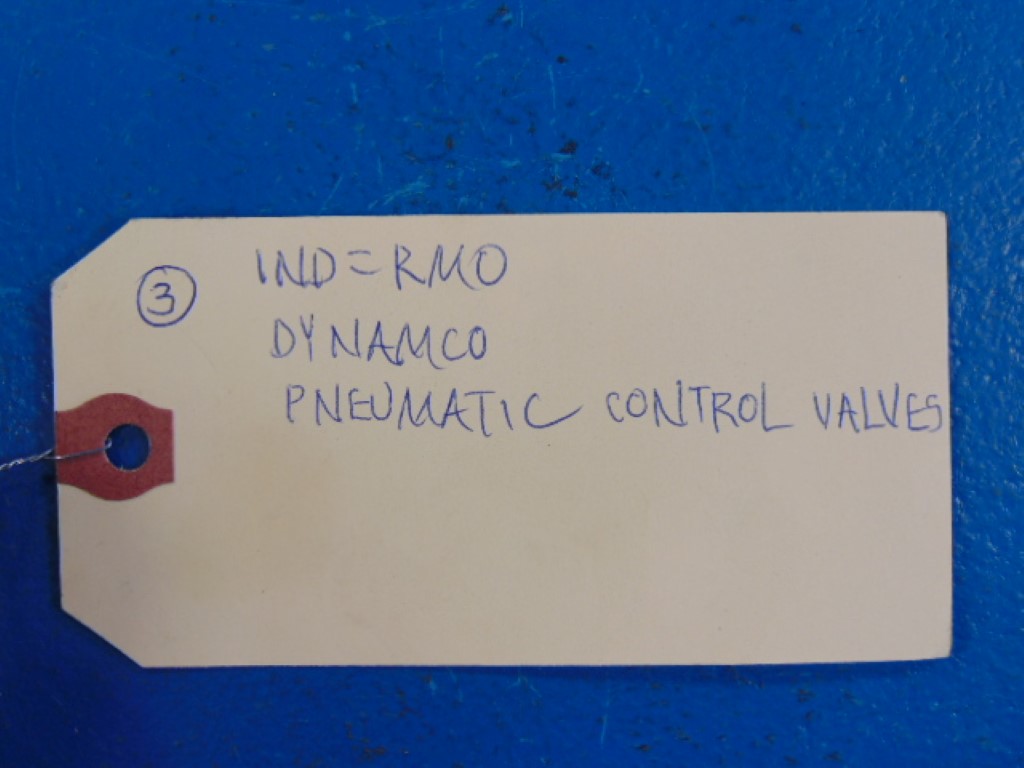 3 IND=RMO
DYNAMCO
PNEUMATIC CONTROL VALVES